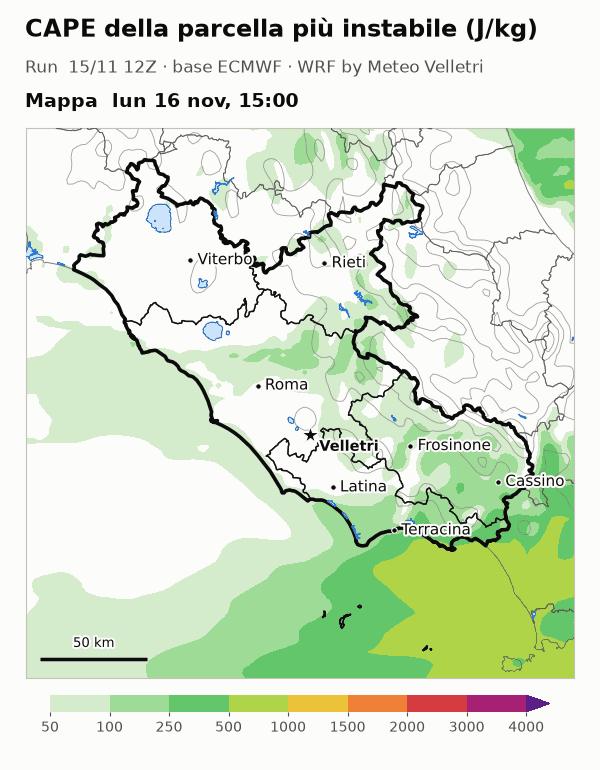 CAPE della parcella più instabile (J/kg)
Run  15/11 12Z · base ECMWF · WRF by Meteo Velletri
Mappa  lun 16 nov, 15:00
Viterbo
Rieti
Roma
Velletri
Frosinone
Cassino
Latina
Terracina
50 km
50 100 250 500 1000 1500 2000 3000 4000